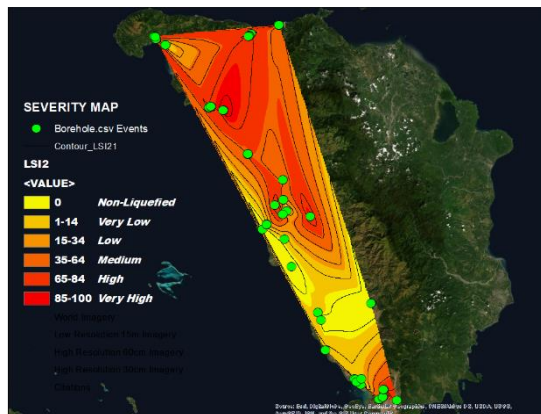 SEVERITY MAP
Borehole.csv Events
Contour_LSI21
LSI2
<VALUE>
0 Non-Liquefied
1-14 Very Low
15-34 Low
35-64 Medium
65-84 High
85-100 Very High
World Imagery
Low Resolution 15m Imagery
High Resolution 60cm Imagery
High Resolution 30cm Imagery
Citations